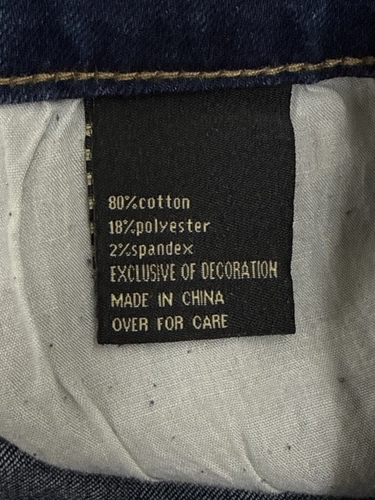 80%cotton
18%polyester
2%spandex
EXCLUSIVE OF DECORATION
MADE IN CHINA
OVER FOR CARE